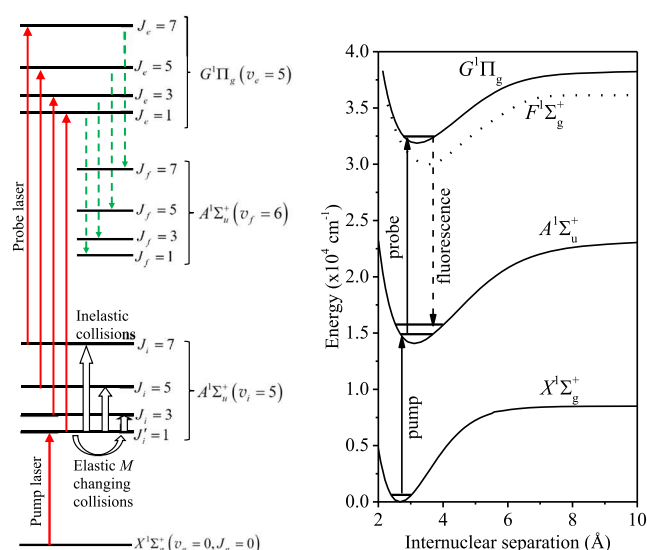 J_e = 7
J_e = 5
J_e = 3
J_e = 1
G¹Π_g (v_e = 5)
Probe laser
J_f = 7
J_f = 5
J_f = 3
J_f = 1
A¹Σ_u⁺ (v_f = 6)
Inelastic
collisions
J_i = 7
J_i = 5
J_i = 3
J_i' = 1
A¹Σ_u⁺ (v_i = 5)
Elastic M
changing
collisions
Pump laser
X¹Σ_g⁺ (v_g = 0, J_g = 0)
4.0
3.5
3.0
2.5
2.0
1.5
1.0
0.5
0.0
Energy (x10⁴ cm⁻¹)
G¹Π_g
F¹Σ_g⁺
A¹Σ_u⁺
X¹Σ_g⁺
probe
fluorescence
pump
2 4 6 8 10
Internuclear separation (Å)